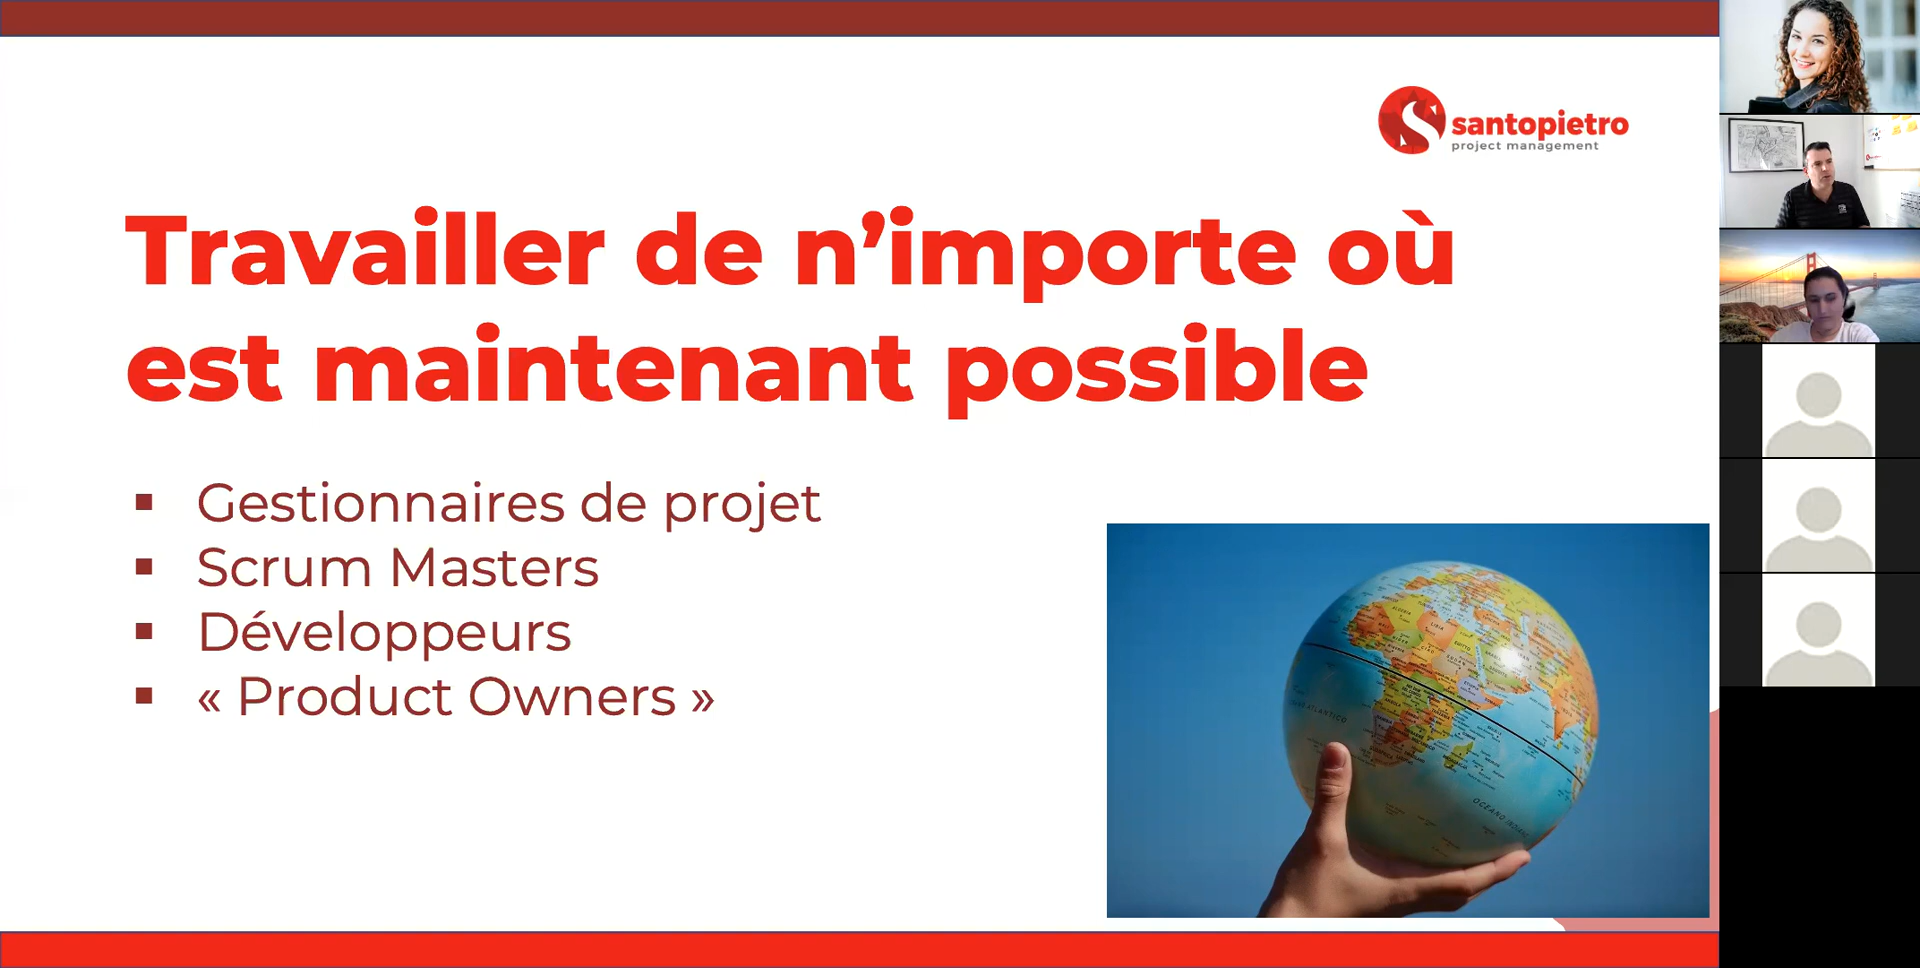 santopietro
project management
Travailler de n’importe où
est maintenant possible
▪ Gestionnaires de projet
▪ Scrum Masters
▪ Développeurs
▪ « Product Owners »